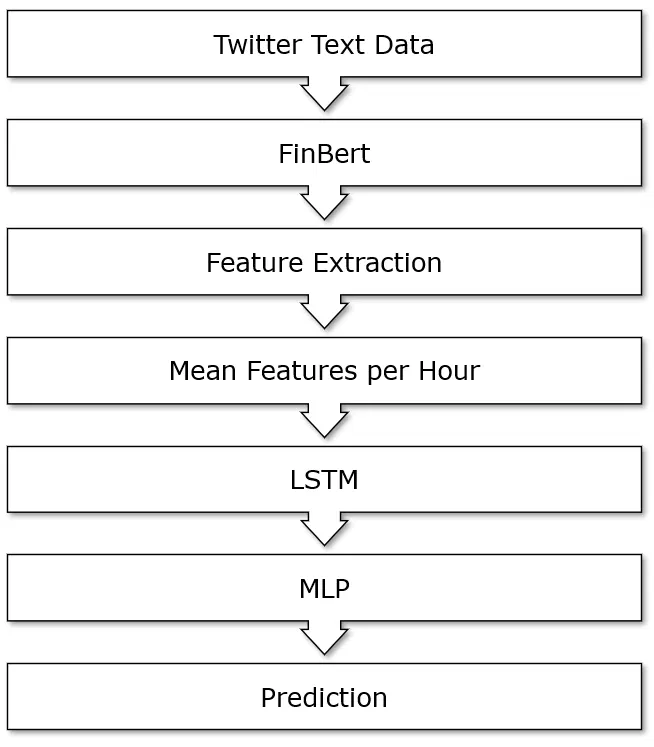 Twitter Text Data
FinBert
Feature Extraction
Mean Features per Hour
LSTM
MLP
Prediction